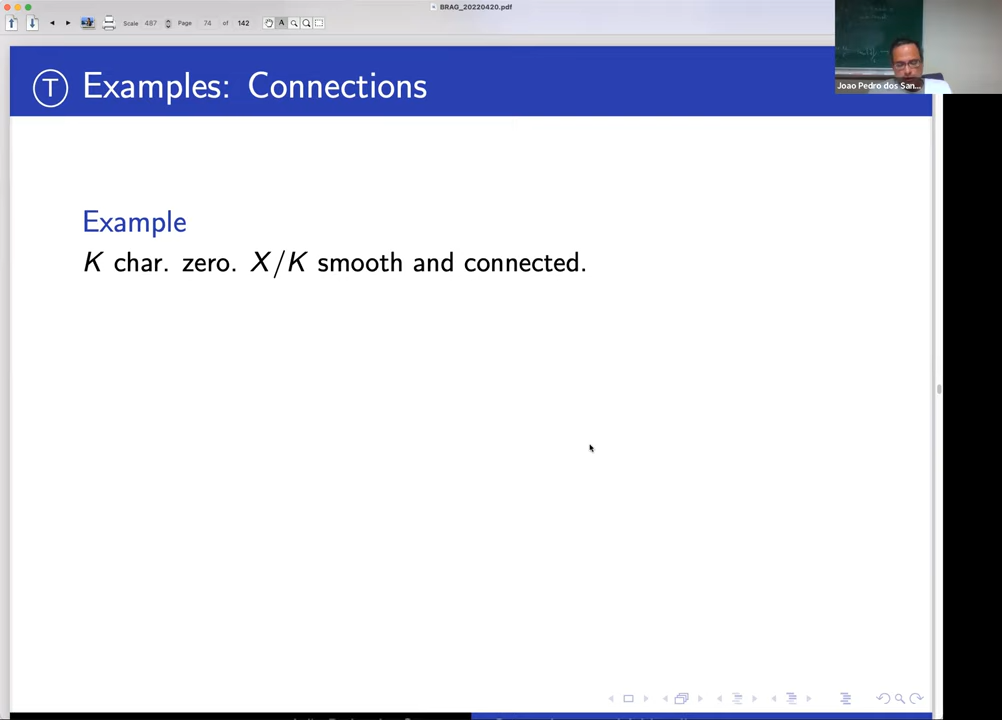 BRAG_20220420.pdf
Scale 487 Page 74 of 142
A
Joao Pedro dos San...
T Examples: Connections
Example
K char. zero. X/K smooth and connected.